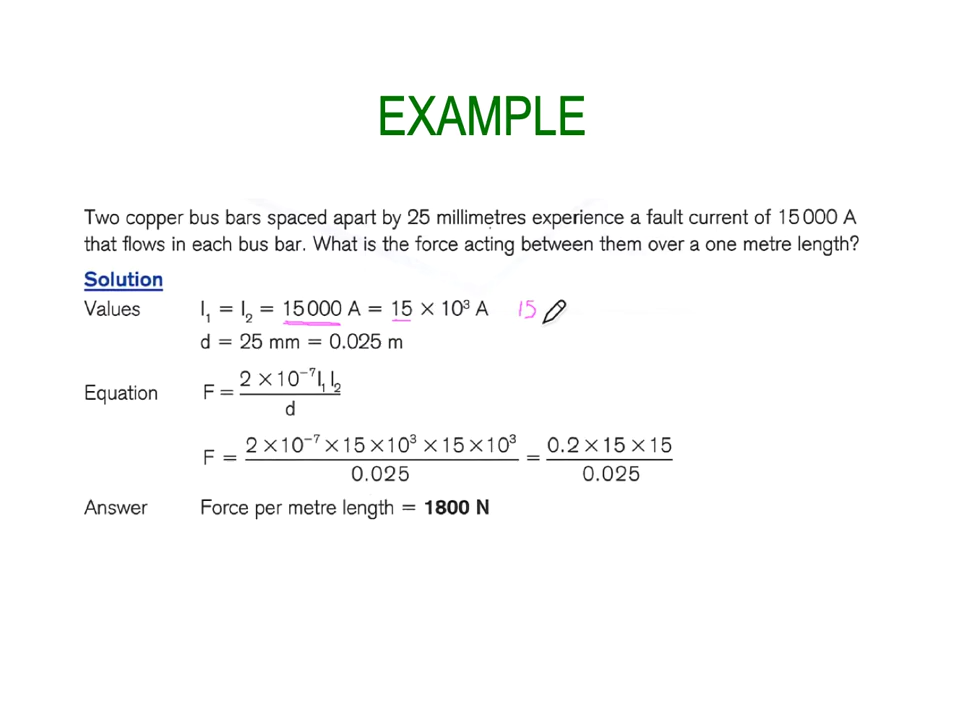 EXAMPLE
Two copper bus bars spaced apart by 25 millimetres experience a fault current of 15 000 A
that flows in each bus bar. What is the force acting between them over a one metre length?
Solution
Values I₁ = I₂ = 15 000 A = 15 × 10³ A 15
d = 25 mm = 0.025 m
Equation F = 2 × 10⁻⁷ I₁ I₂ / d
F = 2 × 10⁻⁷ × 15 × 10³ × 15 × 10³ / 0.025 = 0.2 × 15 × 15 / 0.025
Answer Force per metre length = 1800 N